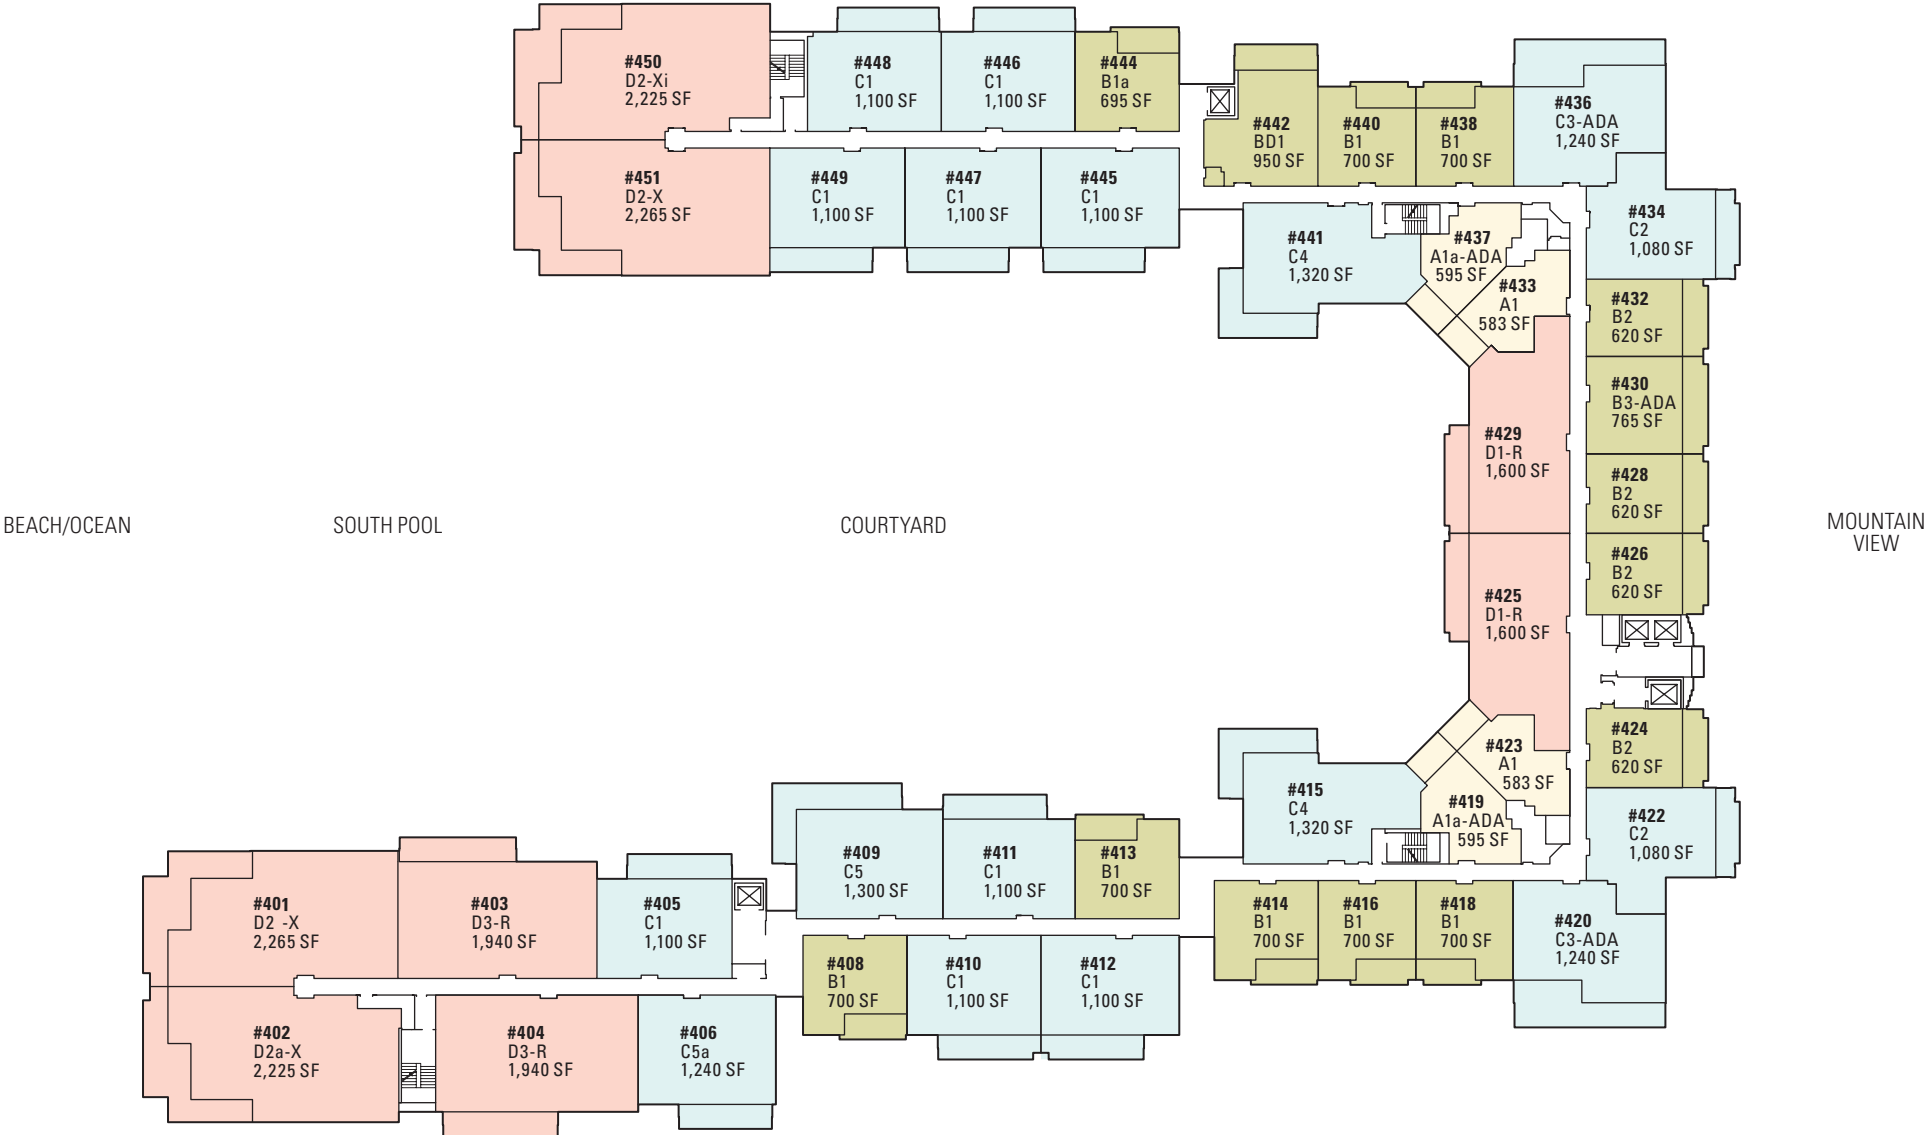 #450
D2-Xi
2,225 SF
#448
C1
1,100 SF
#446
C1
1,100 SF
#444
B1a
695 SF
#442
BD1
950 SF
#440
B1
700 SF
#438
B1
700 SF
#436
C3-ADA
1,240 SF
#451
D2-X
2,265 SF
#449
C1
1,100 SF
#447
C1
1,100 SF
#445
C1
1,100 SF
#441
C4
1,320 SF
#437
A1a-ADA
595 SF
#433
A1
583 SF
#434
C2
1,080 SF
#432
B2
620 SF
#430
B3-ADA
765 SF
#429
D1-R
1,600 SF
#428
B2
620 SF
BEACH/OCEAN
SOUTH POOL
COURTYARD
MOUNTAIN
VIEW
#426
B2
620 SF
#425
D1-R
1,600 SF
#424
B2
620 SF
#423
A1
583 SF
#415
C4
1,320 SF
#419
A1a-ADA
595 SF
#422
C2
1,080 SF
#409
C5
1,300 SF
#411
C1
1,100 SF
#413
B1
700 SF
#401
D2 -X
2,265 SF
#403
D3-R
1,940 SF
#405
C1
1,100 SF
#414
B1
700 SF
#416
B1
700 SF
#418
B1
700 SF
#420
C3-ADA
1,240 SF
#408
B1
700 SF
#410
C1
1,100 SF
#412
C1
1,100 SF
#402
D2a-X
2,225 SF
#404
D3-R
1,940 SF
#406
C5a
1,240 SF